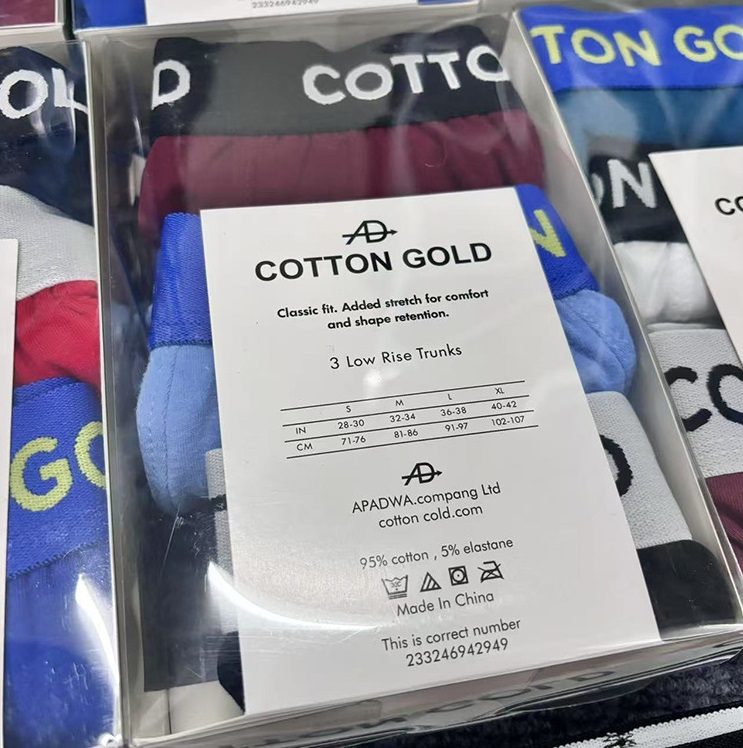 233246942949
COTTO
TON GO
AD
COTTON GOLD
Classic fit. Added stretch for comfort
and shape retention.
3 Low Rise Trunks
S M L XL
IN 28-30 32-34 36-38 40-42
CM 71-76 81-86 91-97 102-107
AD
APADWA.compang Ltd
cotton cold.com
95% cotton , 5% elastane
Made In China
This is correct number
233246942949